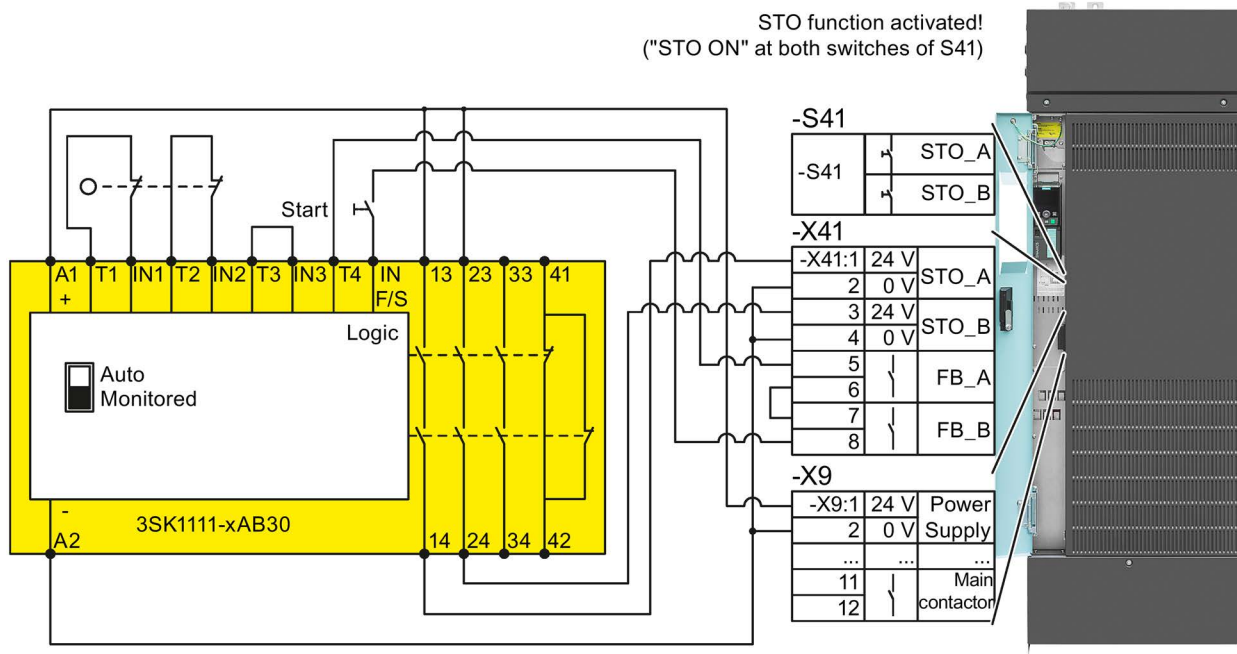 STO function activated!
("STO ON" at both switches of S41)
-S41
-S41
STO_A
STO_B
Start
-X41
-X41:1 24 V STO_A
2 0 V
3 24 V STO_B
4 0 V
5 FB_A
6
7 FB_B
8
A1 T1 IN1 T2 IN2 T3 IN3 T4 IN 13 23 33 41
+ F/S
Logic
Auto
Monitored
-X9
-X9:1 24 V Power
2 0 V Supply
... ... ...
11 Main
12 contactor
-
3SK1111-xAB30
A2 14 24 34 42